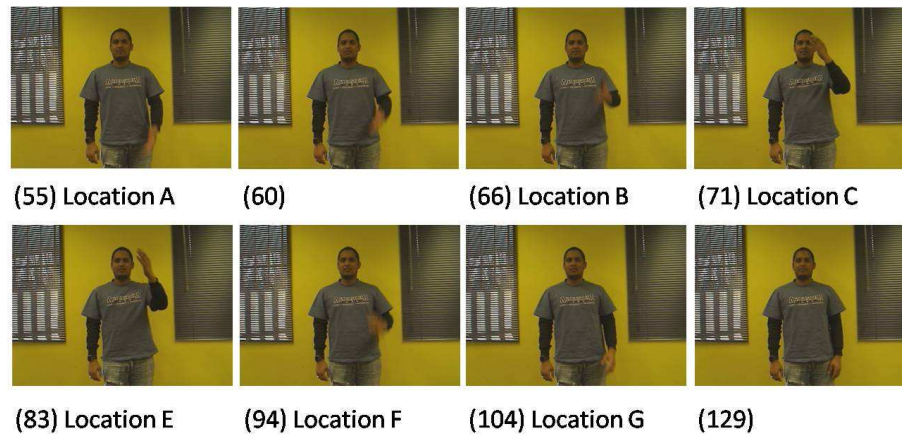 (55) Location A
(60)
(66) Location B
(71) Location C
(83) Location E
(94) Location F
(104) Location G
(129)